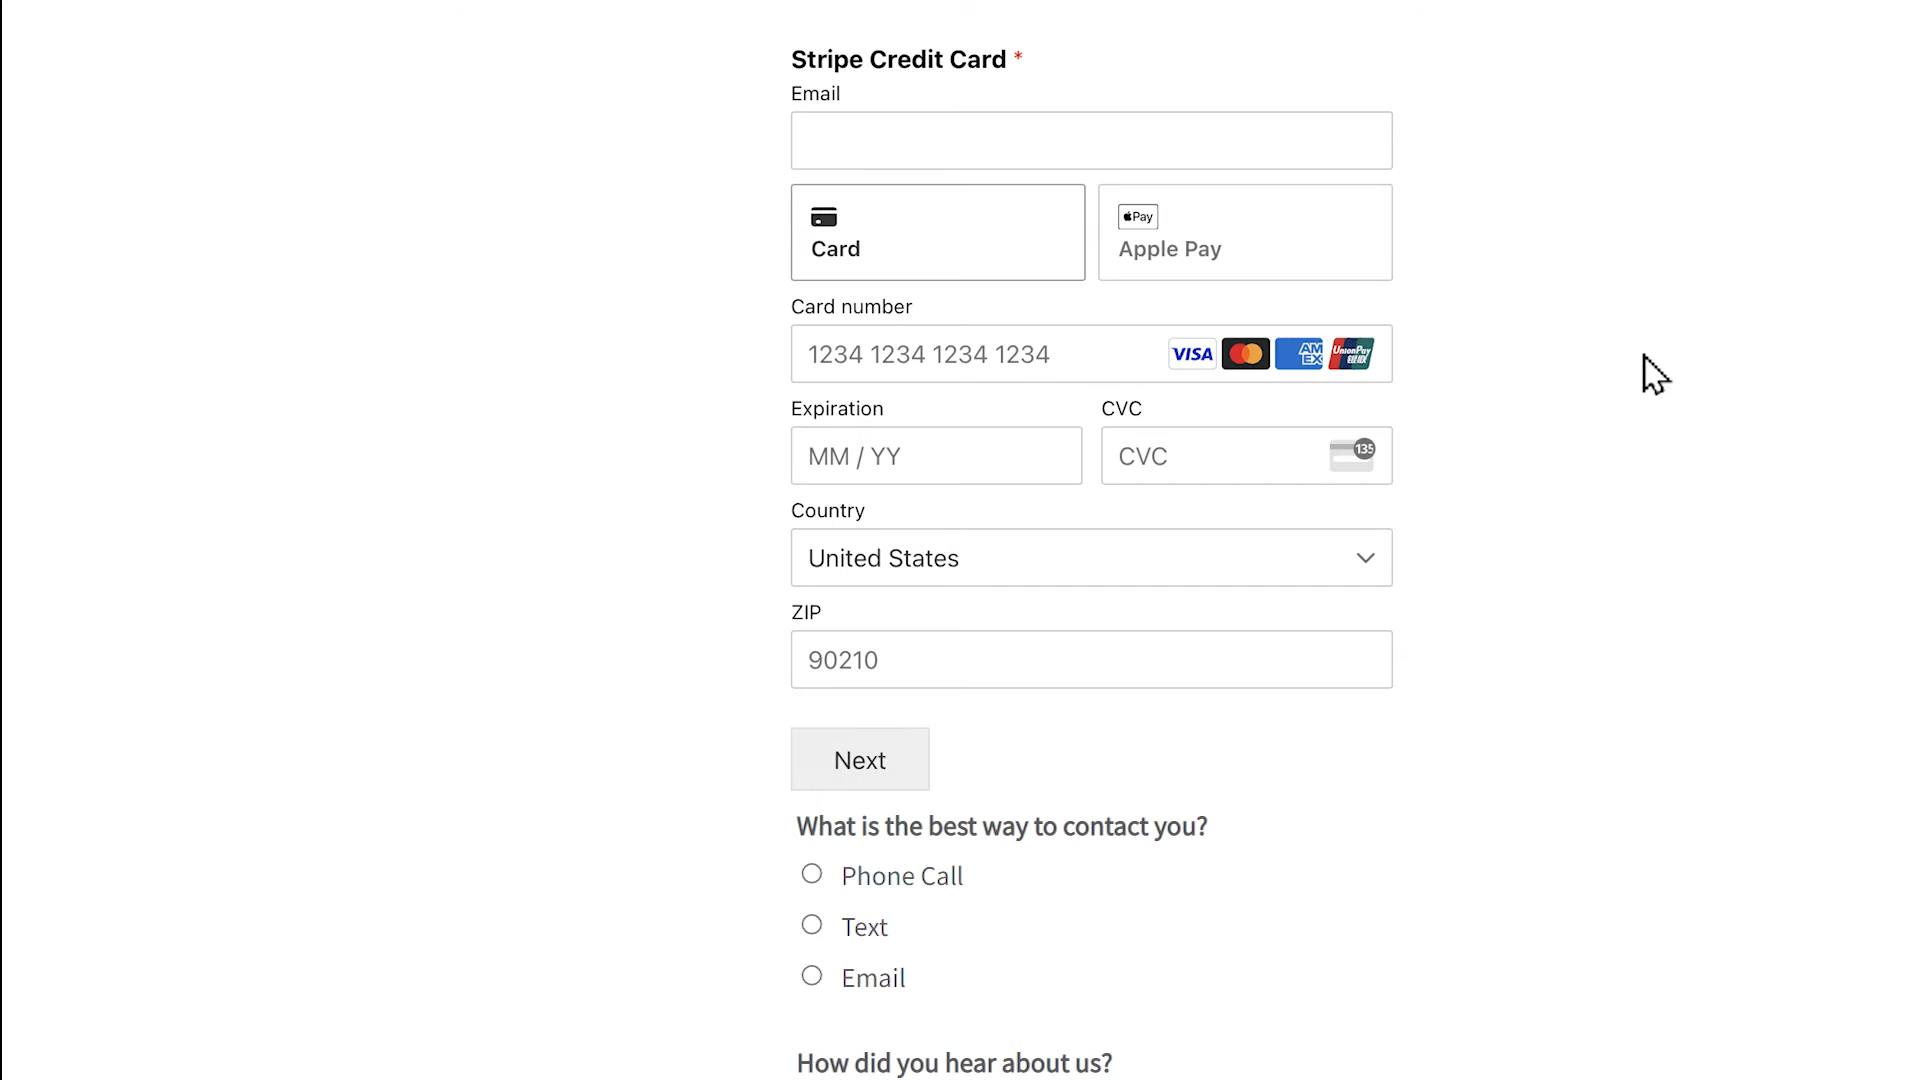 Stripe Credit Card *
Email
Pay
Card
Apple Pay
Card number
1234 1234 1234 1234
VISA
AM
EX
UnionPay
银联
Expiration
CVC
MM / YY
CVC
135
Country
United States
ZIP
90210
Next
What is the best way to contact you?
Phone Call
Text
Email
How did you hear about us?